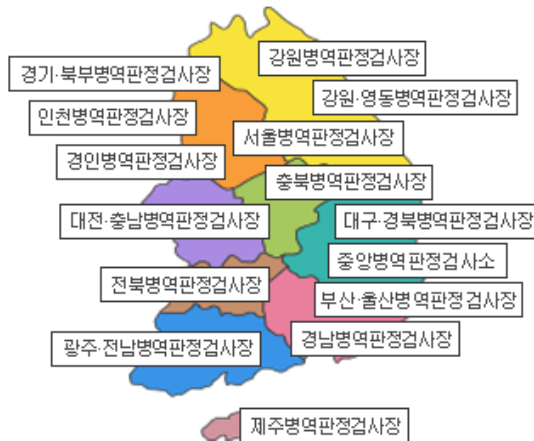 강원병역판정검사장
경기·북부병역판정검사장
강원·영동병역판정검사장
인천병역판정검사장
서울병역판정검사장
경인병역판정검사장
충북병역판정검사장
대전·충남병역판정검사장
대구·경북병역판정검사장
중앙병역판정검사소
전북병역판정검사장
부산·울산병역판정검사장
경남병역판정검사장
광주·전남병역판정검사장
제주병역판정검사장